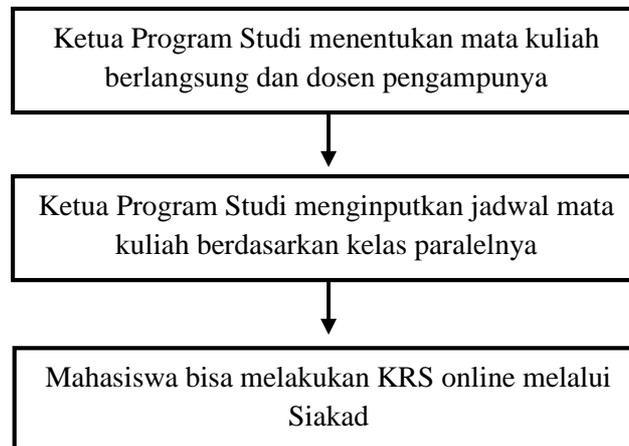 Ketua Program Studi menentukan mata kuliah
berlangsung dan dosen pengampunya
Ketua Program Studi menginputkan jadwal mata
kuliah berdasarkan kelas paralelnya
Mahasiswa bisa melakukan KRS online melalui
Siakad